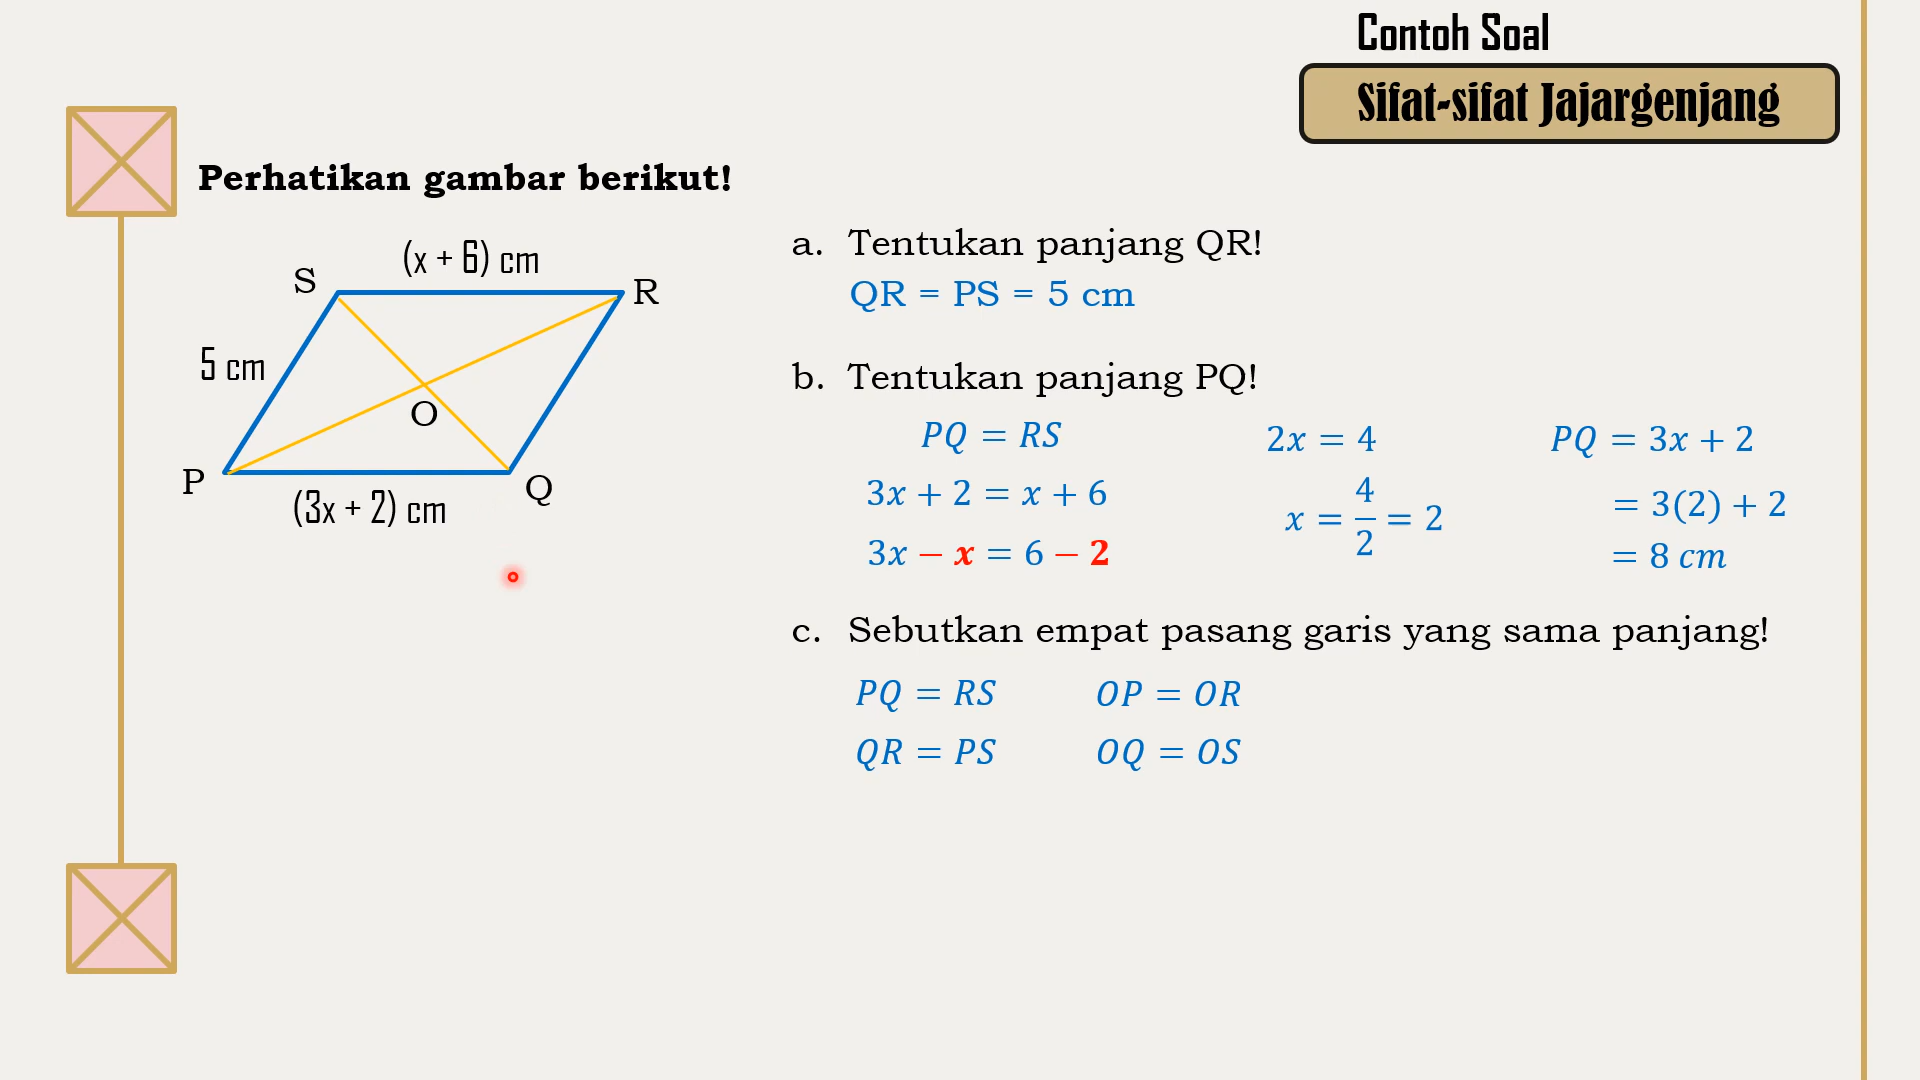 Contoh Soal
Sifat-sifat Jajargenjang
Perhatikan gambar berikut!
(x + 6) cm
S
R
5 cm
O
P
Q
(3x + 2) cm
a. Tentukan panjang QR!
QR = PS = 5 cm
b. Tentukan panjang PQ!
PQ = RS
3x + 2 = x + 6
3x − x = 6 − 2
2x = 4
x = 4/2 = 2
PQ = 3x + 2
= 3(2) + 2
= 8 cm
c. Sebutkan empat pasang garis yang sama panjang!
PQ = RS
OP = OR
QR = PS
OQ = OS